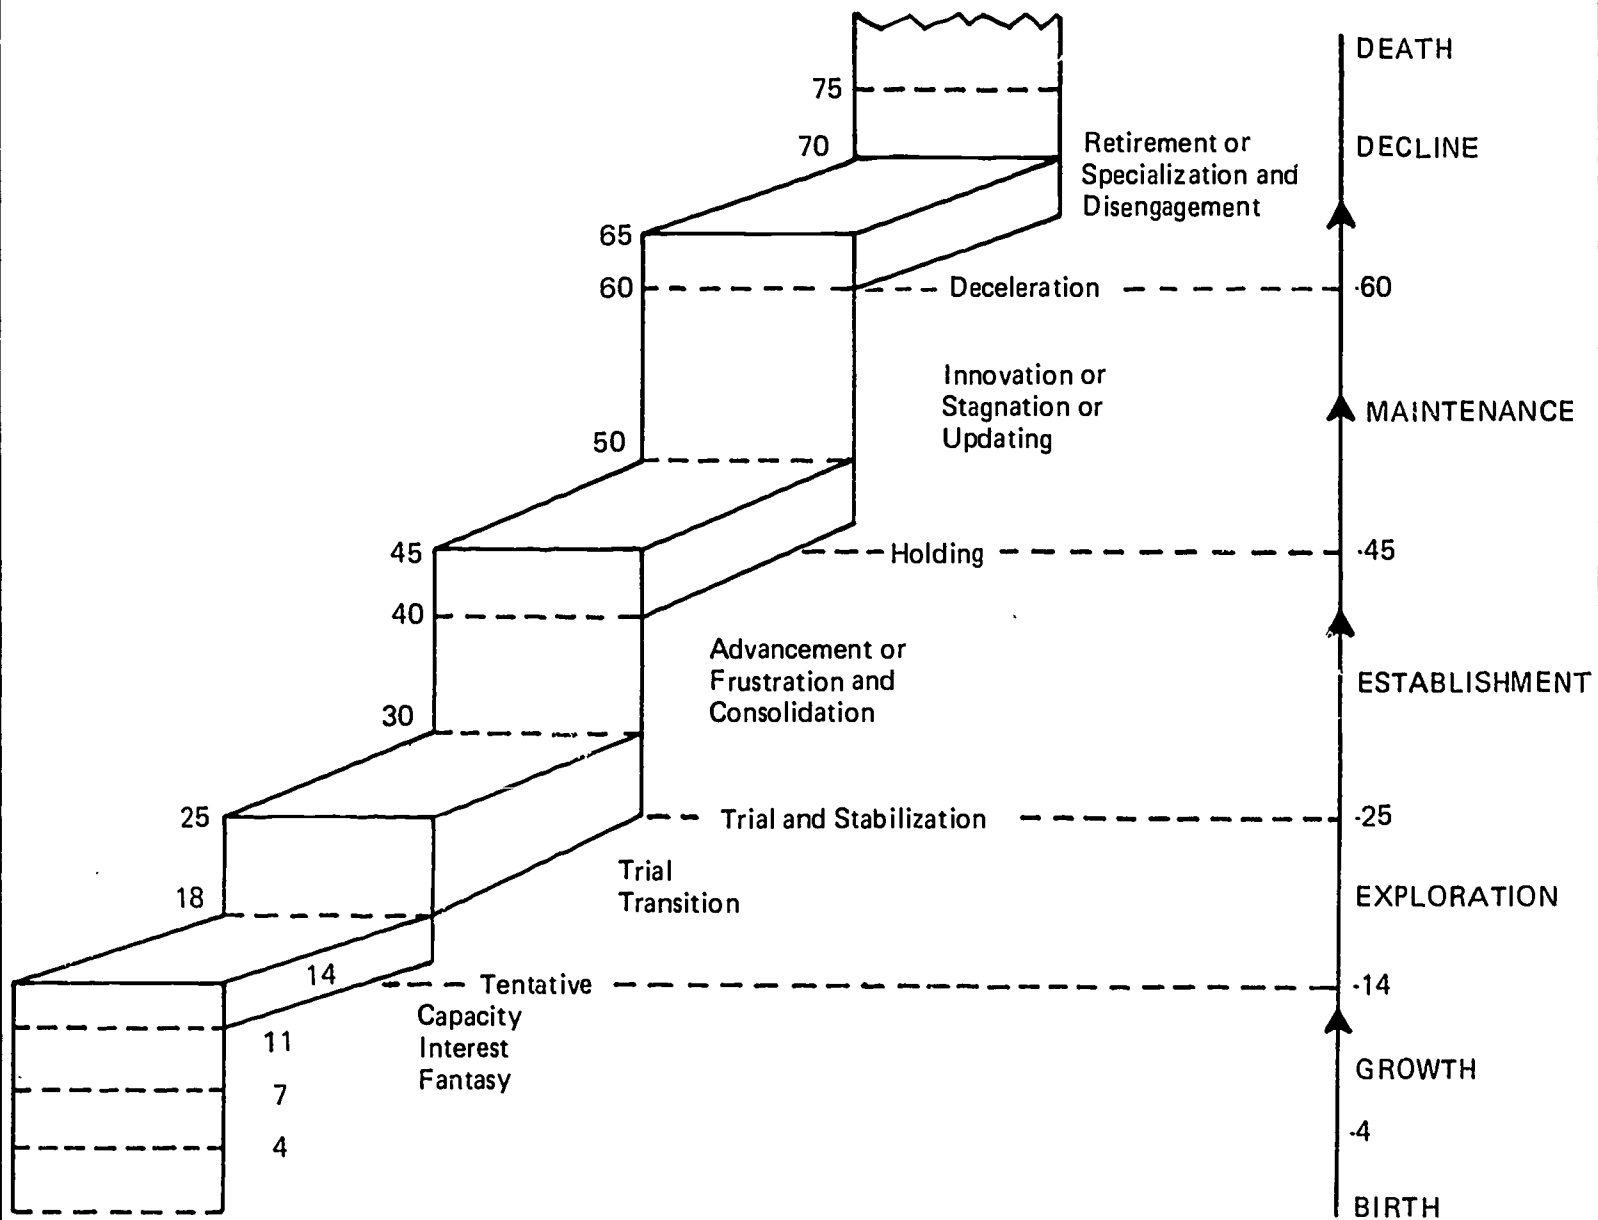 DEATH
75
70
Retirement or
Specialization and
Disengagement
DECLINE
65
60
Deceleration
60
Innovation or
Stagnation or
Updating
MAINTENANCE
50
45
Holding
45
40
Advancement or
Frustration and
Consolidation
ESTABLISHMENT
30
25
Trial and Stabilization
25
Trial
Transition
EXPLORATION
18
14
Tentative
14
Capacity
Interest
Fantasy
11
GROWTH
7
4
4
BIRTH